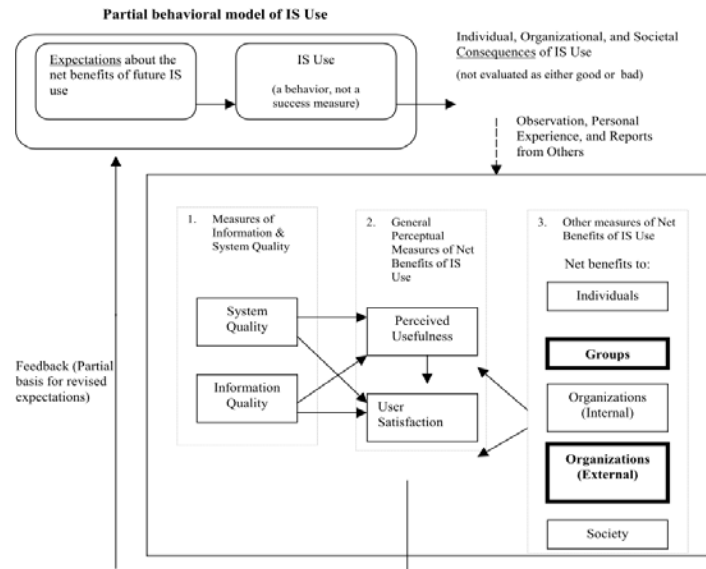 Partial behavioral model of IS Use
Expectations about the
net benefits of future IS
use
IS Use
(a behavior, not a
success measure)
Individual, Organizational, and Societal
Consequences of IS Use
(not evaluated as either good or bad)
Observation, Personal
Experience, and Reports
from Others
1. Measures of
Information &
System Quality
2. General
Perceptual
Measures of Net
Benefits of IS
Use
3. Other measures of Net
Benefits of IS Use
Net benefits to:
System
Quality
Information
Quality
Perceived
Usefulness
User
Satisfaction
Individuals
Groups
Organizations
(Internal)
Organizations
(External)
Society
Feedback (Partial
basis for revised
expectations)